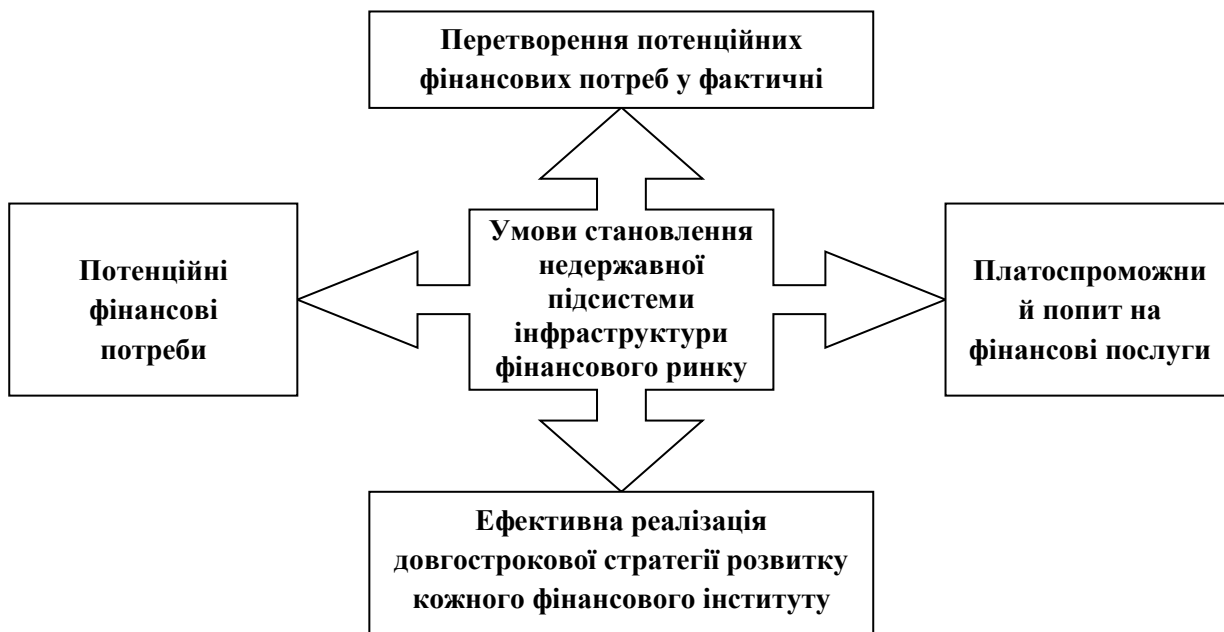 Перетворення потенційних
фінансових потреб у фактичні
Потенційні
фінансові
потреби
Умови становлення
недержавної
підсистеми
інфраструктури
фінансового ринку
Платоспроможни
й попит на
фінансові послуги
Ефективна реалізація
довгострокової стратегії розвитку
кожного фінансового інституту